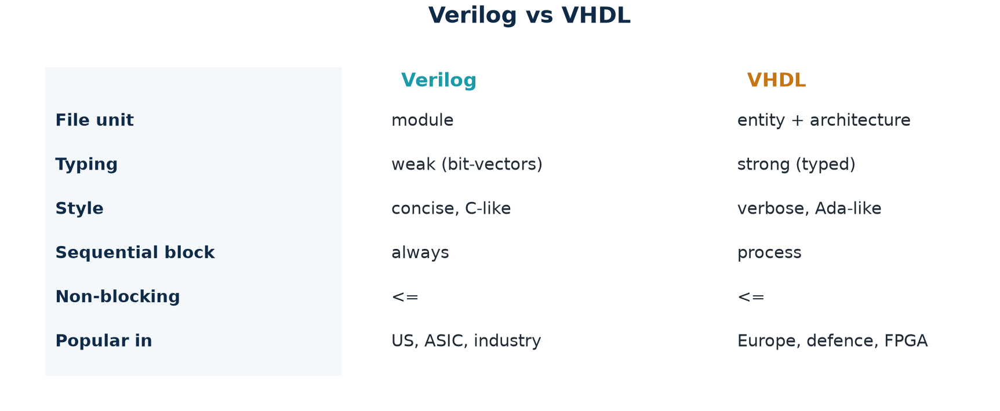 Verilog vs VHDL
Verilog VHDL
File unit module entity + architecture
Typing weak (bit-vectors) strong (typed)
Style concise, C-like verbose, Ada-like
Sequential block always process
Non-blocking <= <=
Popular in US, ASIC, industry Europe, defence, FPGA